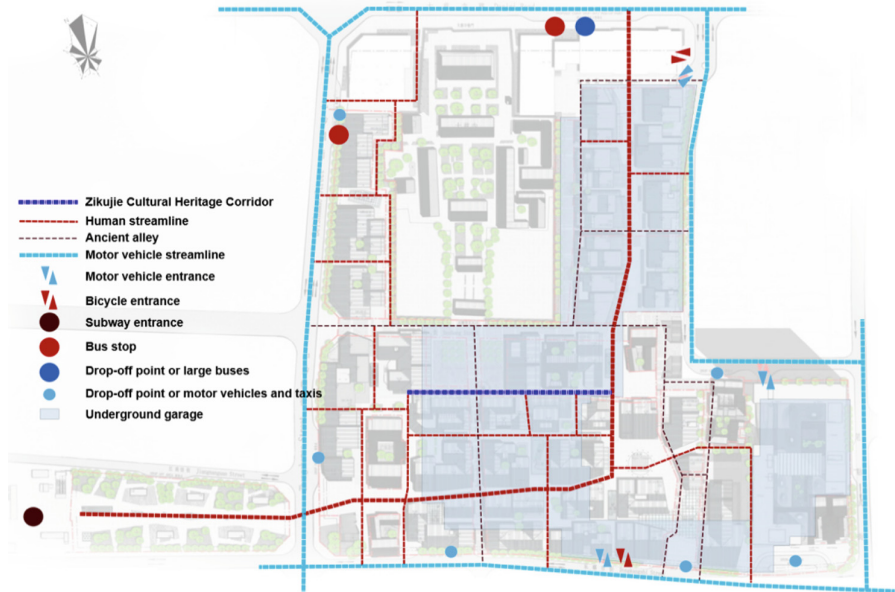 Zikujie Cultural Heritage Corridor
Human streamline
Ancient alley
Motor vehicle streamline
Motor vehicle entrance
Bicycle entrance
Subway entrance
Bus stop
Drop-off point or large buses
Drop-off point or motor vehicles and taxis
Underground garage